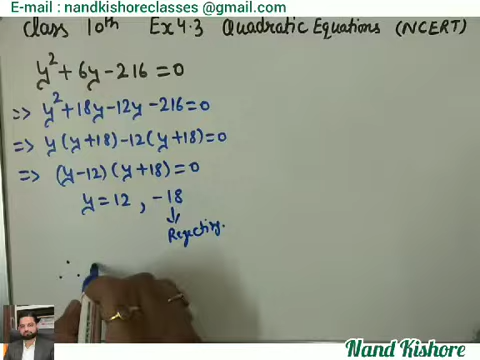 E-mail : nandkishoreclasses @gmail.com
Class 10th Ex 4.3 Quadratic Equations (NCERT)
y² + 6y - 216 = 0
=> y² + 18y - 12y - 216 = 0
=> y (y + 18) - 12 (y + 18) = 0
=> (y - 12) (y + 18) = 0
y = 12 , -18
↓
Rejecting.
∴
Nand Kishore